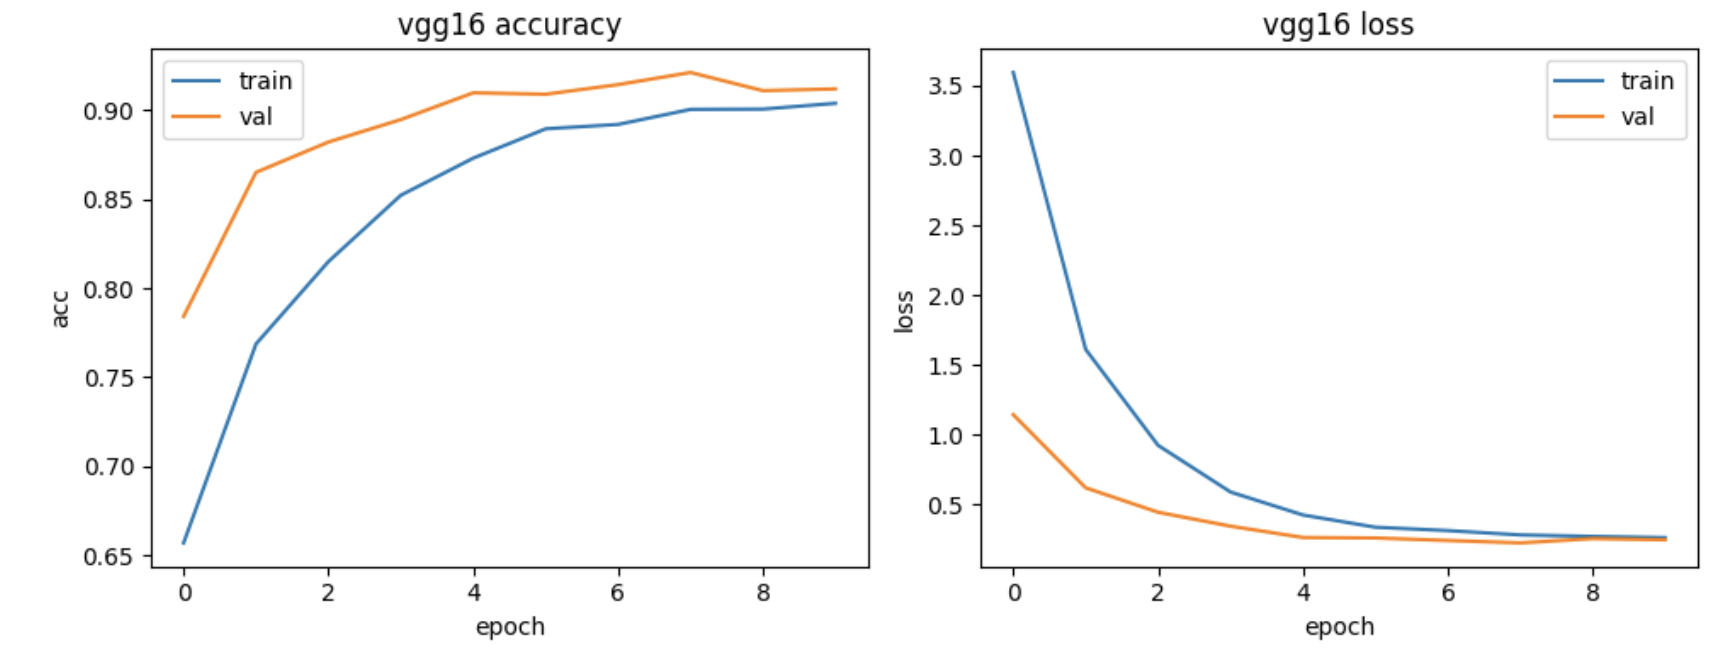 vgg16 accuracy
train
val
0.90
0.85
0.80
0.75
0.70
0.65
acc
0 2 4 6 8
epoch
vgg16 loss
train
val
3.5
3.0
2.5
2.0
1.5
1.0
0.5
loss
0 2 4 6 8
epoch